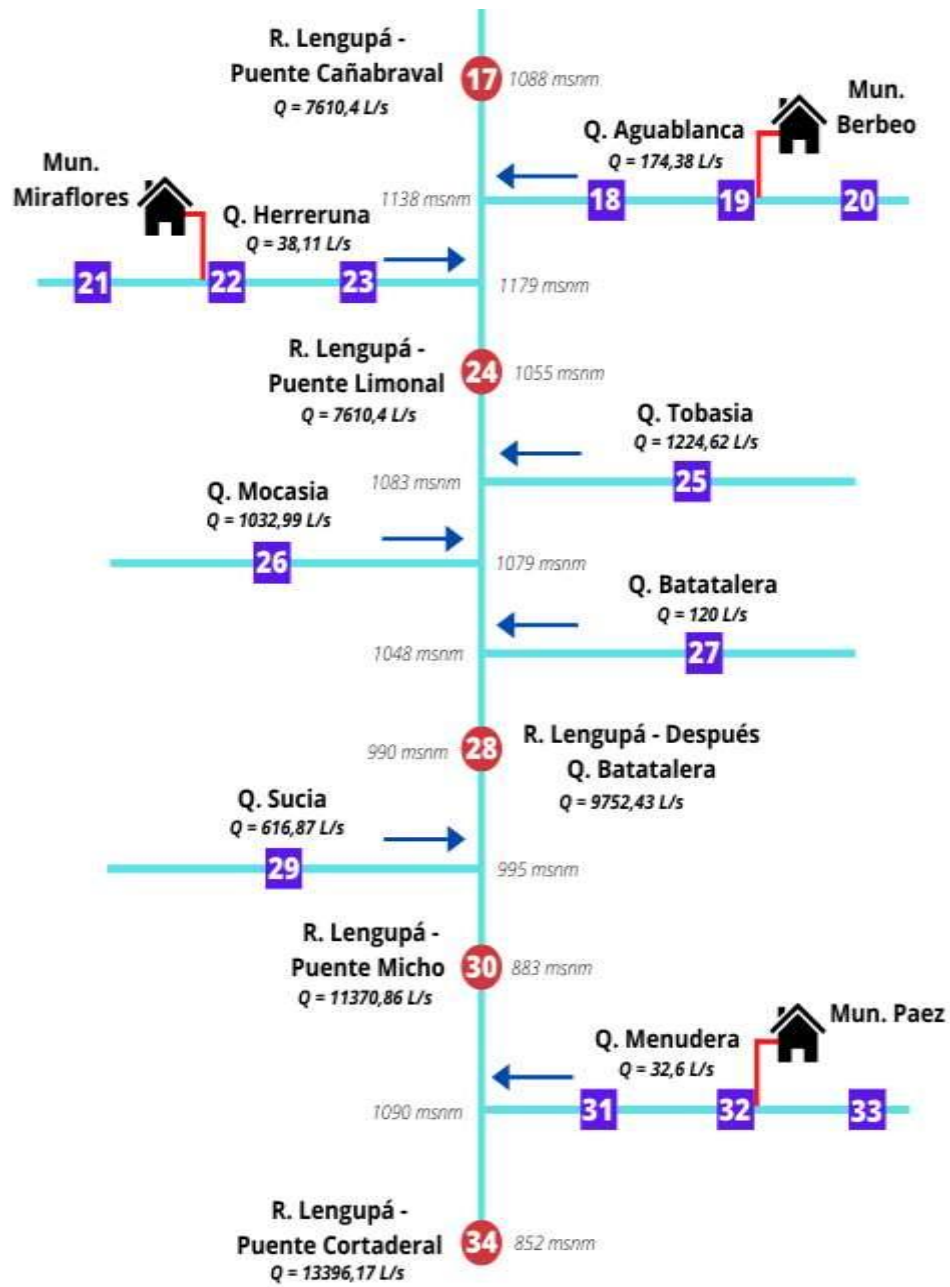 R. Lengupá -
Puente Cañabraval
Q = 7610,4 L/s
17
1088 msnm
Mun.
Berbeo
Q. Aguablanca
Q = 174,38 L/s
1138 msnm
18
19
20
Mun.
Miraflores
Q. Herreruna
Q = 38,11 L/s
21
22
23
1179 msnm
R. Lengupá -
Puente Limonal
Q = 7610,4 L/s
24
1055 msnm
Q. Tobasia
Q = 1224,62 L/s
1083 msnm
25
Q. Mocasia
Q = 1032,99 L/s
26
1079 msnm
Q. Batatalera
Q = 120 L/s
1048 msnm
27
990 msnm
28
R. Lengupá - Después
Q. Batatalera
Q = 9752,43 L/s
Q. Sucia
Q = 616,87 L/s
29
995 msnm
R. Lengupá -
Puente Micho
Q = 11370,86 L/s
30
883 msnm
Mun. Paez
Q. Menudera
Q = 32,6 L/s
1090 msnm
31
32
33
R. Lengupá -
Puente Cortaderal
Q = 13396,17 L/s
34
852 msnm